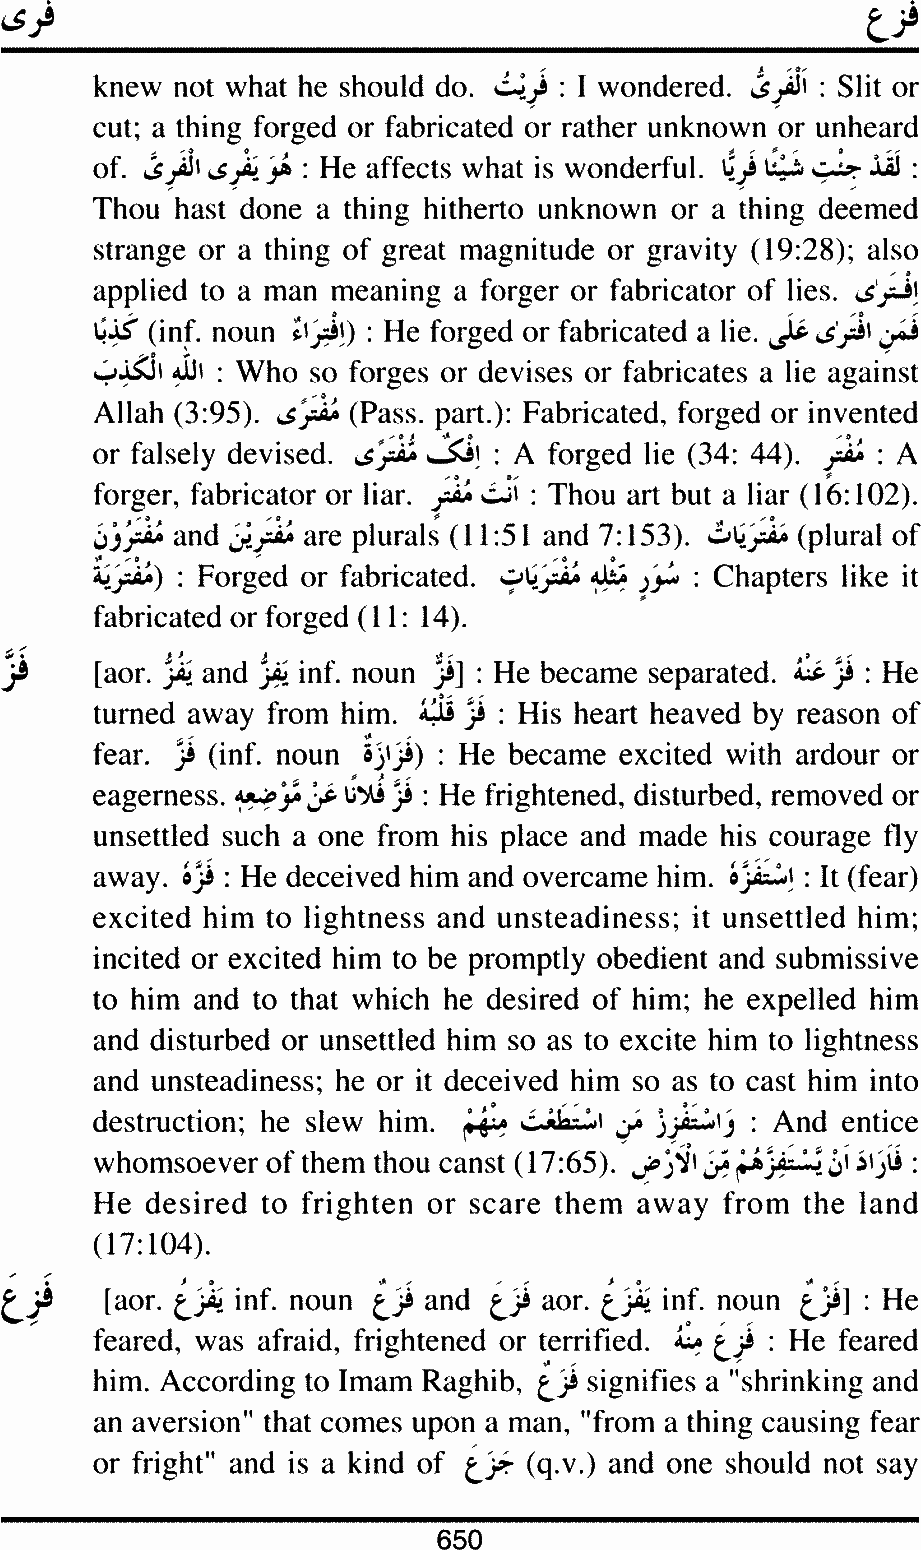 فری فزع
knew not what he should do. فَرِيْتُ : I wondered. اَلْفَرِیُّ : Slit or
cut; a thing forged or fabricated or rather unknown or unheard
of. هُوَ يَفْرِی الْفَرِیَّ : He affects what is wonderful. لَقَدْ جِئْتِ شَيْئًا فَرِيًّا :
Thou hast done a thing hitherto unknown or a thing deemed
strange or a thing of great magnitude or gravity (19:28); also
applied to a man meaning a forger or fabricator of lies. اِفْتَرٰی
كَذِبًا (inf. noun اِفْتِرَاءٌ) : He forged or fabricated a lie. فَمَنِ افْتَرٰی عَلَی
اللّٰهِ الْكَذِبَ : Who so forges or devises or fabricates a lie against
Allah (3:95). مُفْتَرًی (Pass. part.): Fabricated, forged or invented
or falsely devised. اِفْكٌ مُفْتَرًی : A forged lie (34: 44). مُفْتَرٍ : A
forger, fabricator or liar. اَنْتَ مُفْتَرٍ : Thou art but a liar (16:102).
مُفْتَرُوْنَ and مُفْتَرِيْنَ are plurals (11:51 and 7:153). مُفْتَرَيَاتٌ (plural of
مُفْتَرَيَةٌ) : Forged or fabricated. سُوَرٍ مِّثْلِهٖ مُفْتَرَيَاتٍ : Chapters like it
fabricated or forged (11: 14).
فَزَّ [aor. يَفُزُّ and يَفِزُّ inf. noun فَزٌّ] : He became separated. فَزَّ عَنْهُ : He
turned away from him. فَزَّ قَلْبُهُ : His heart heaved by reason of
fear. فَزَّ (inf. noun فَزَازَةٌ) : He became excited with ardour or
eagerness. فَزَّ فُلَانًا عَنْ مَّوْضِعِهٖ : He frightened, disturbed, removed or
unsettled such a one from his place and made his courage fly
away. فَزَّهُ : He deceived him and overcame him. اِسْتَفَزَّهُ : It (fear)
excited him to lightness and unsteadiness; it unsettled him;
incited or excited him to be promptly obedient and submissive
to him and to that which he desired of him; he expelled him
and disturbed or unsettled him so as to excite him to lightness
and unsteadiness; he or it deceived him so as to cast him into
destruction; he slew him. وَاسْتَفْزِزْ مَنِ اسْتَطَعْتَ مِنْهُمْ : And entice
whomsoever of them thou canst (17:65). فَاَرَادَ اَنْ يَّسْتَفِزَّهُمْ مِّنَ الْاَرْضِ :
He desired to frighten or scare them away from the land
(17:104).
فَزِعَ [aor. يَفْزَعُ inf. noun فَزَعٌ and فَزَعَ aor. يَفْزَعُ inf. noun فَزْعٌ] : He
feared, was afraid, frightened or terrified. فَزِعَ مِنْهُ : He feared
him. According to Imam Raghib, فَزَعٌ signifies a "shrinking and
an aversion" that comes upon a man, "from a thing causing fear
or fright" and is a kind of جَزَعَ (q.v.) and one should not say
650